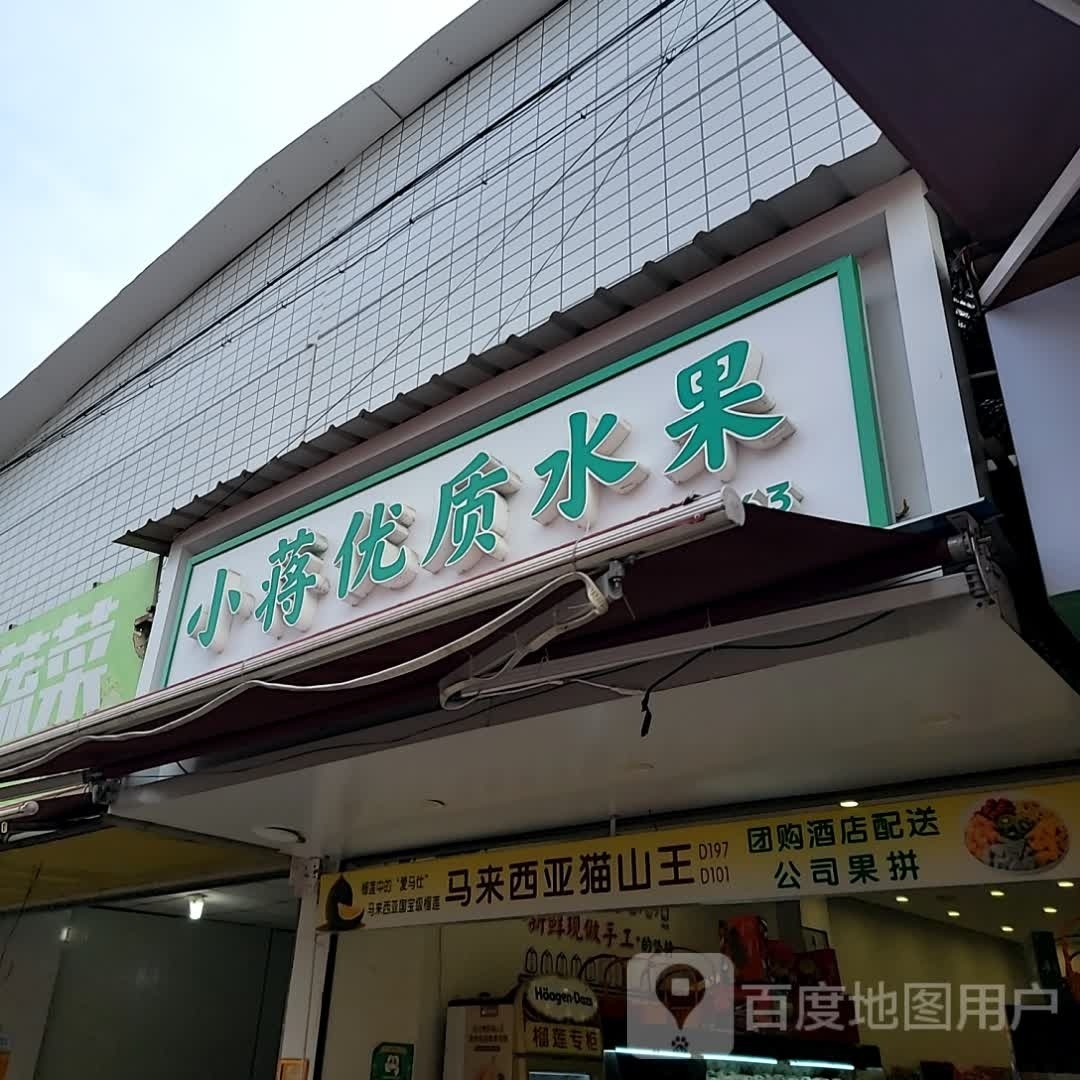 小蒋优质水果
63
蔬菜
榴莲中的“爱马仕”
马来西亚国宝级榴莲
马来西亚猫山王
D197
D101
团购酒店配送
公司果拼
新鲜现做手工
Häagen-Dazs
榴莲专柜
百度地图用户